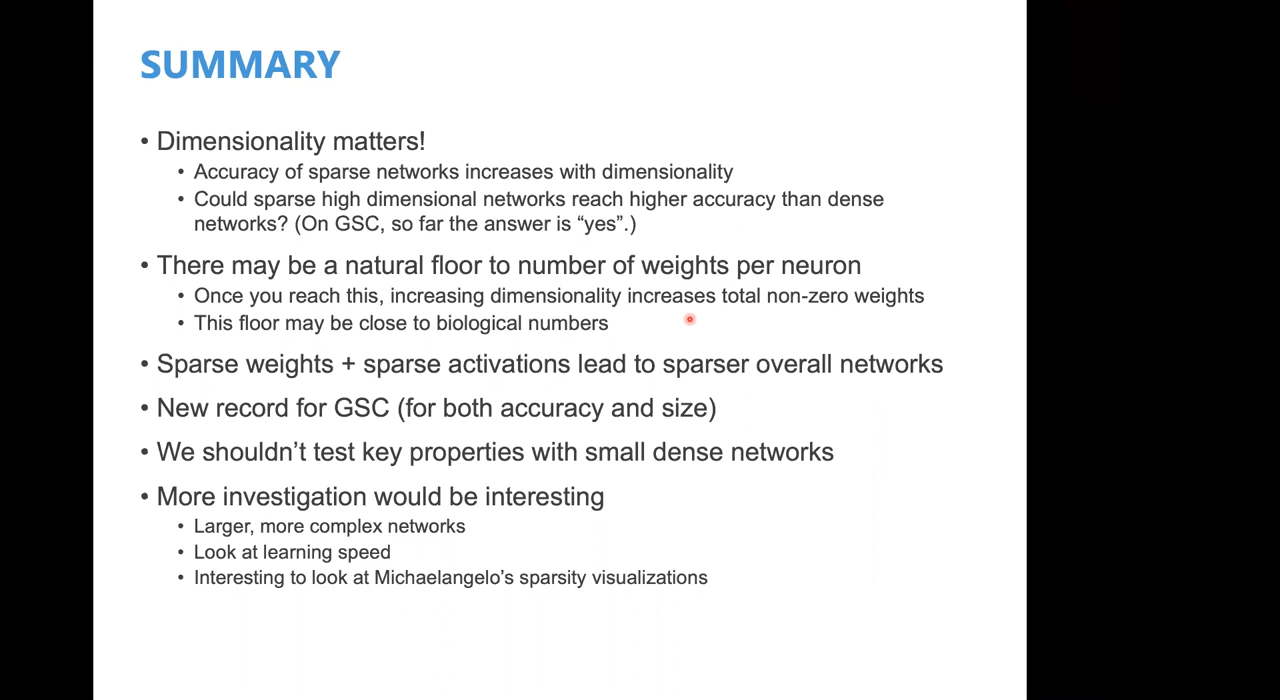 SUMMARY
• Dimensionality matters!
• Accuracy of sparse networks increases with dimensionality
• Could sparse high dimensional networks reach higher accuracy than dense
networks? (On GSC, so far the answer is “yes”.)
• There may be a natural floor to number of weights per neuron
• Once you reach this, increasing dimensionality increases total non-zero weights
• This floor may be close to biological numbers
• Sparse weights + sparse activations lead to sparser overall networks
• New record for GSC (for both accuracy and size)
• We shouldn’t test key properties with small dense networks
• More investigation would be interesting
• Larger, more complex networks
• Look at learning speed
• Interesting to look at Michaelangelo’s sparsity visualizations